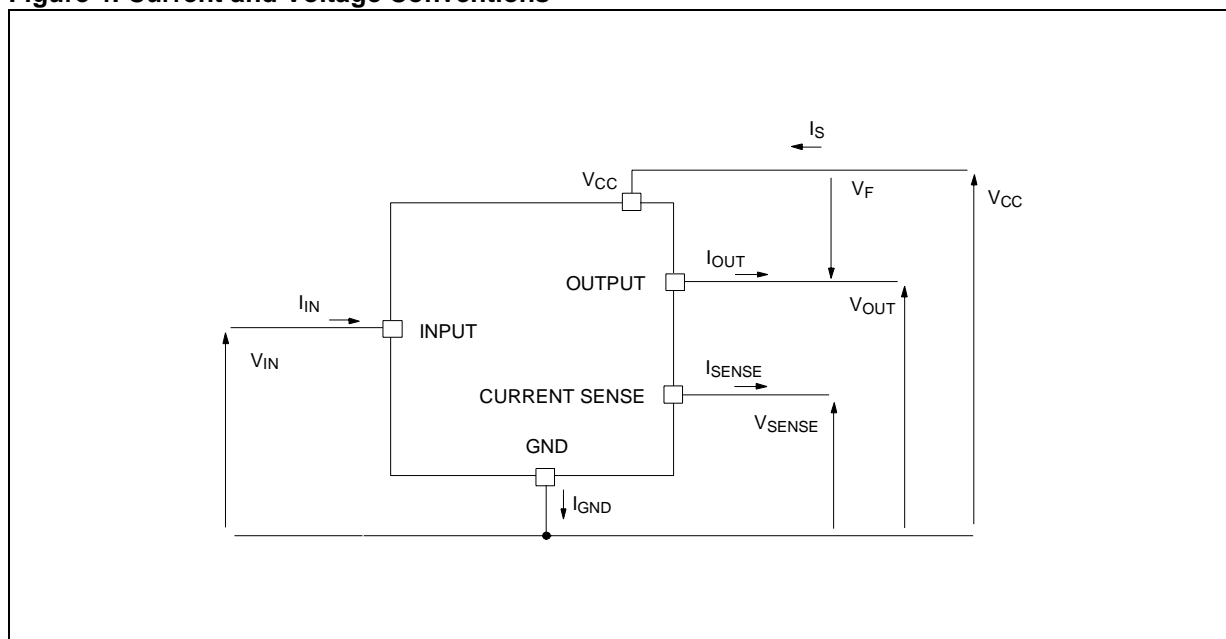 Figure 4. Current and Voltage Conventions
IS
VCC
VF
VCC
IOUT
OUTPUT
VOUT
IIN
INPUT
VIN
ISENSE
CURRENT SENSE
VSENSE
GND
IGND